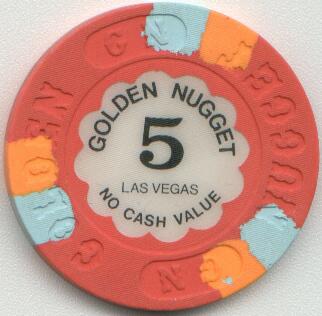 GOLDEN NUGGET
5
LAS VEGAS
NO CASH VALUE